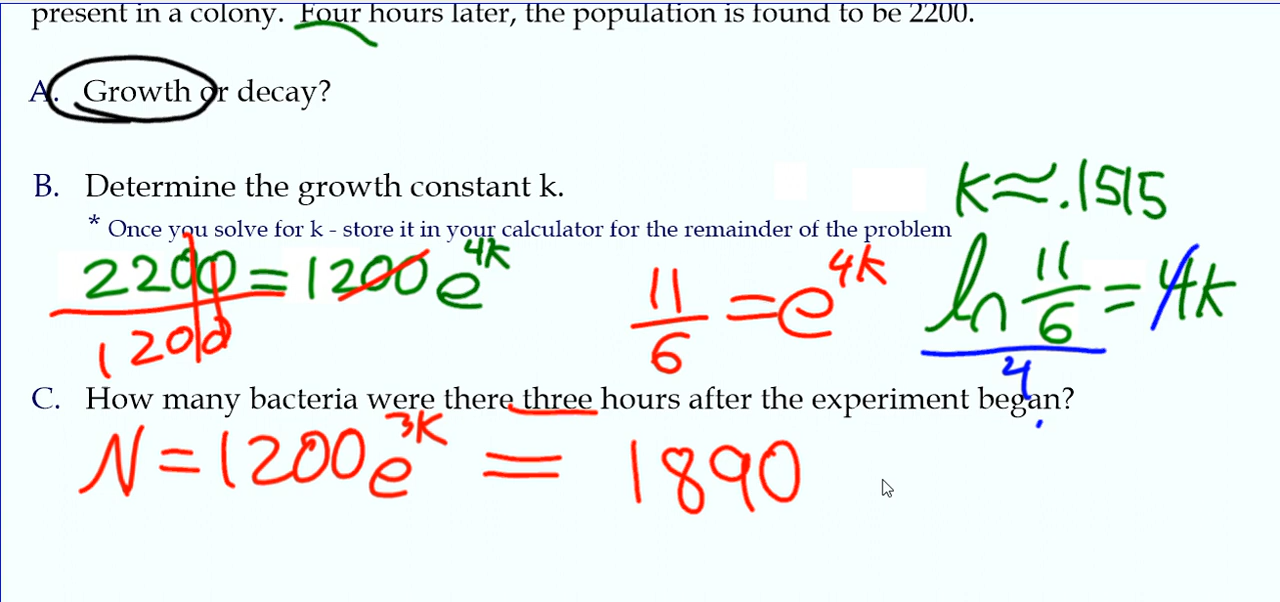 present in a colony. Four hours later, the population is found to be 2200.
A. Growth or decay?
B. Determine the growth constant k.
K≈.1515
* Once you solve for k - store it in your calculator for the remainder of the problem
2200=1200e^4K
1200
11/6=e^4K
ln 11/6=4K
4
C. How many bacteria were there three hours after the experiment began?
N=1200e^3K = 1890